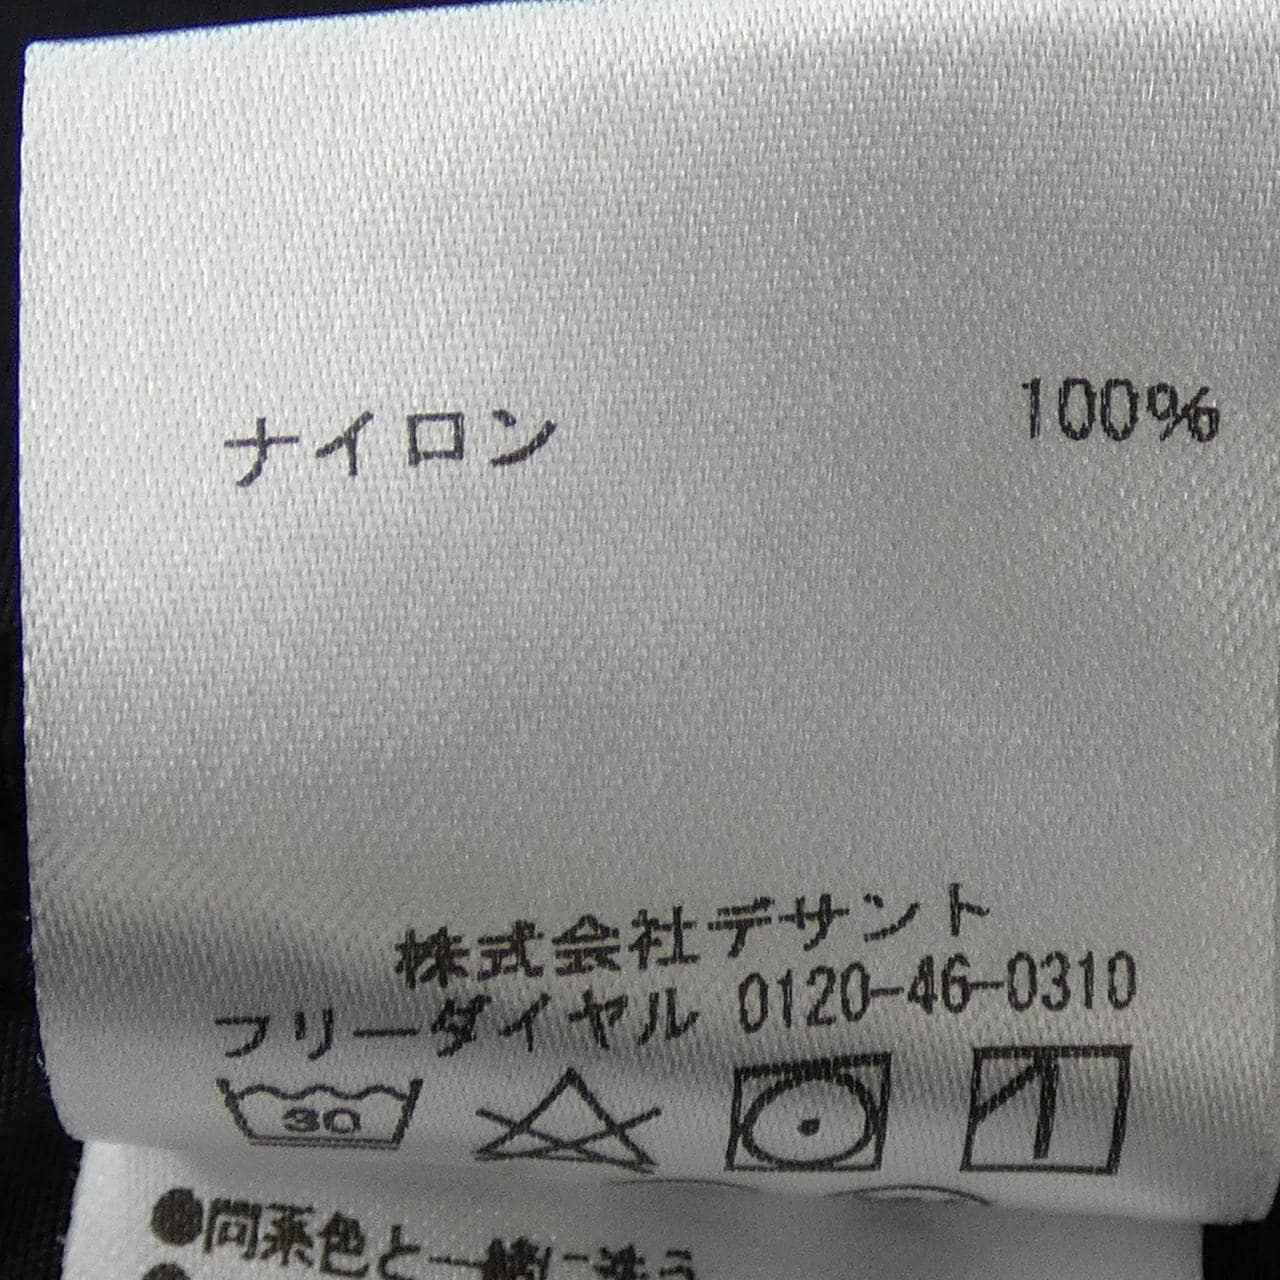 ナイロン 100%
株式会社デサント
フリーダイヤル 0120-46-0310
30
●同系色と一緒に洗う